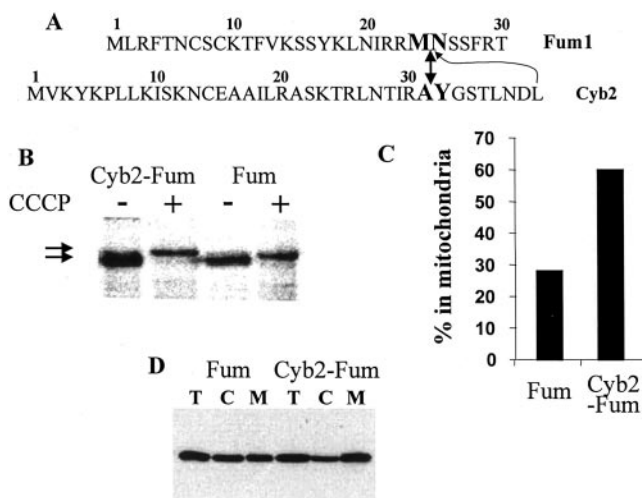 A
1 10 20 30
MLRFTNCSCKTFVKSSYKLNIRRMNSSFRT Fum1
1 10 20 30
MVKYKPLLKISKNCEAAILRASKTRLNTIRAYGSTLNDL Cyb2
B
Cyb2-Fum Fum
CCCP - + - +
C
% in mitochondria
70
60
50
40
30
20
10
0
Fum Cyb2
-Fum
D
Fum Cyb2-Fum
T C M T C M